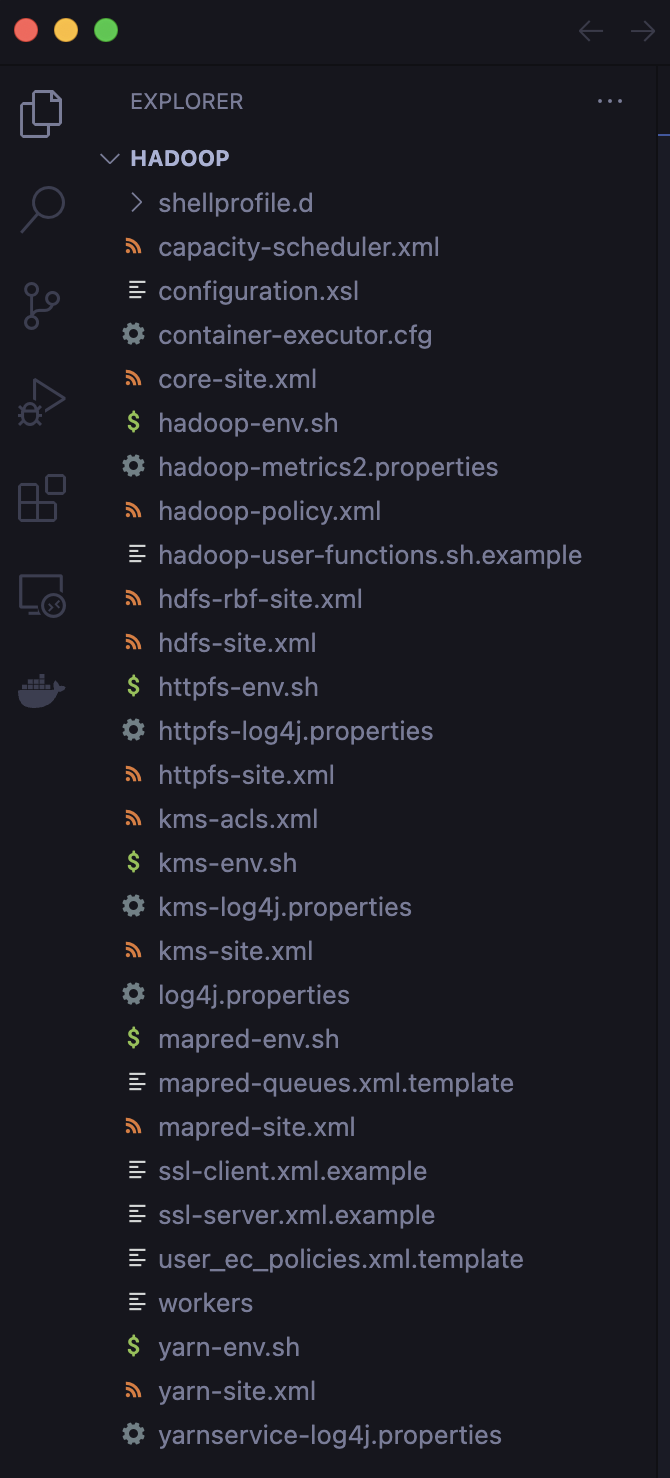 EXPLORER
HADOOP
shellprofile.d
capacity-scheduler.xml
configuration.xsl
container-executor.cfg
core-site.xml
hadoop-env.sh
hadoop-metrics2.properties
hadoop-policy.xml
hadoop-user-functions.sh.example
hdfs-rbf-site.xml
hdfs-site.xml
httpfs-env.sh
httpfs-log4j.properties
httpfs-site.xml
kms-acls.xml
kms-env.sh
kms-log4j.properties
kms-site.xml
log4j.properties
mapred-env.sh
mapred-queues.xml.template
mapred-site.xml
ssl-client.xml.example
ssl-server.xml.example
user_ec_policies.xml.template
workers
yarn-env.sh
yarn-site.xml
yarnservice-log4j.properties